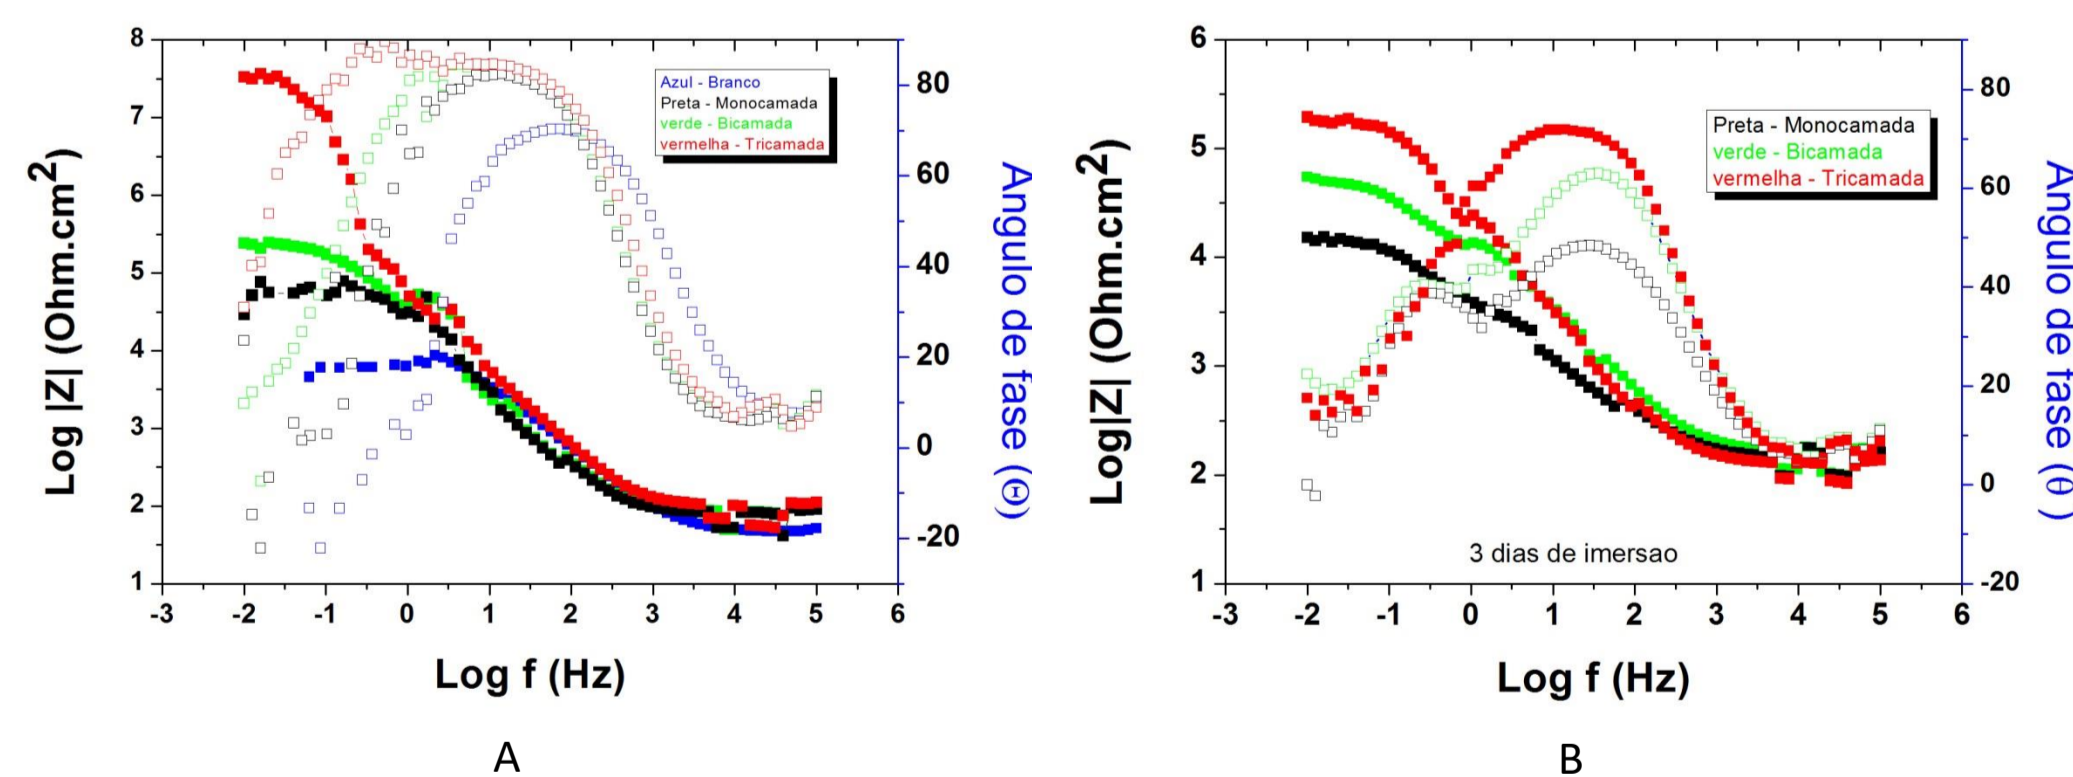 8
7
6
5
4
3
2
1
-3 -2 -1 0 1 2 3 4 5 6
80
60
40
20
0
-20
Log |Z| (Ohm.cm2)
Angulo de fase (Θ)
Azul - Branco
Preta - Monocamada
verde - Bicamada
vermelha - Tricamada
Log f (Hz)
A
6
5
4
3
2
1
-3 -2 -1 0 1 2 3 4 5 6
80
60
40
20
0
-20
Log|Z| (Ohm.cm2)
Angulo de fase (θ )
Preta - Monocamada
verde - Bicamada
vermelha - Tricamada
3 dias de imersao
Log f (Hz)
B